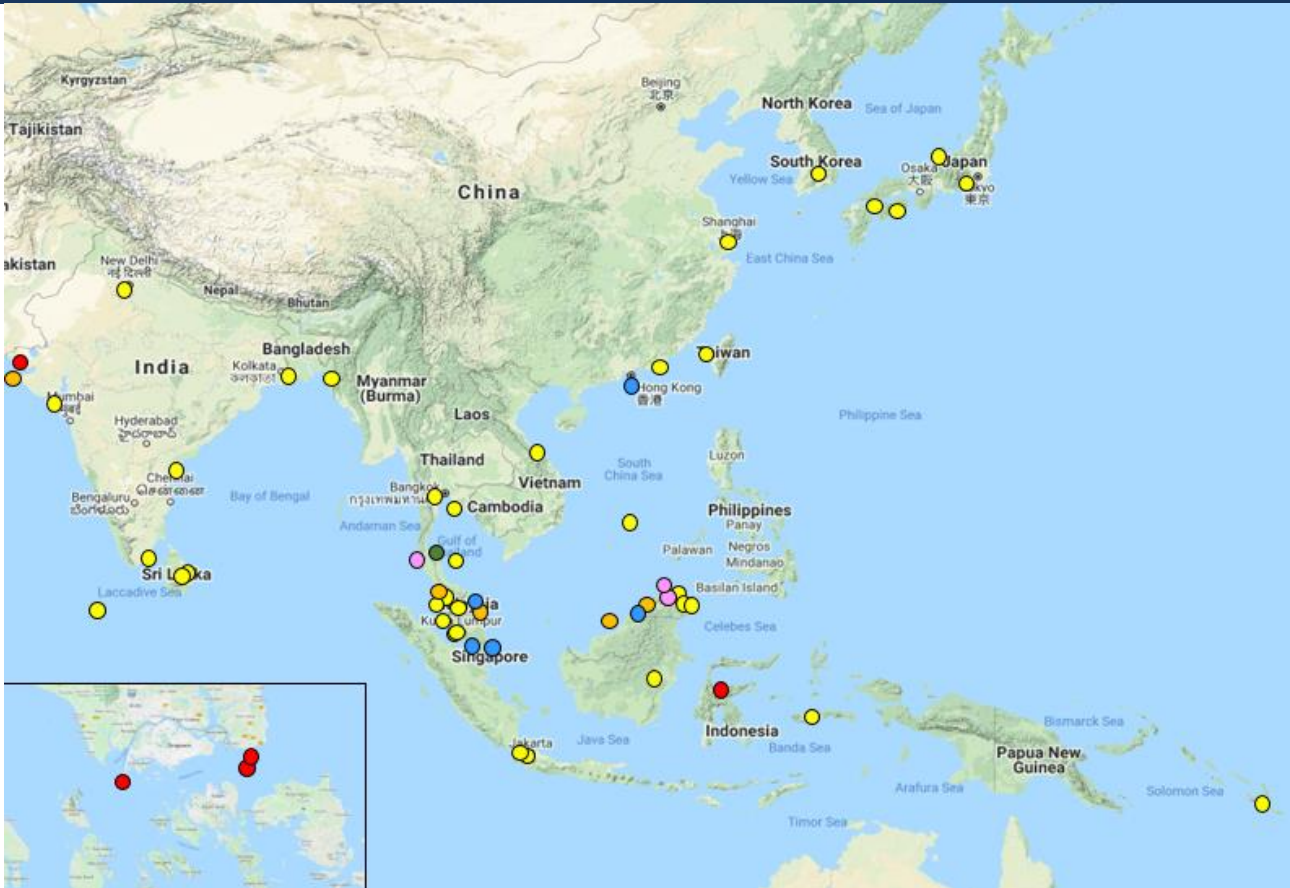 Kyrgyzstan
Tajikistan
Beijing
北京
North Korea
Sea of Japan
South Korea
Japan
Osaka
大阪
東京
Yellow Sea
China
Shanghai
East China Sea
akistan
New Delhi
नई दिल्ली
Nepal
Bhutan
Bangladesh
India
Kolkata
Myanmar
(Burma)
Hong Kong
香港
Mumbai
Hyderabad
Laos
Philippine Sea
Thailand
Luzon
South
China Sea
Vietnam
Bangkok
Bengaluru
Bay of Bengal
Cambodia
Philippines
Panay
Andaman Sea
Gulf of
Palawan
Negros
Mindanao
Sri
Laccadive Sea
Basilan Island
Celebes Sea
Singapore
Indonesia
Jakarta
Java Sea
Banda Sea
Bismarck Sea
Papua New
Guinea
Arafura Sea
Solomon Sea
Timor Sea